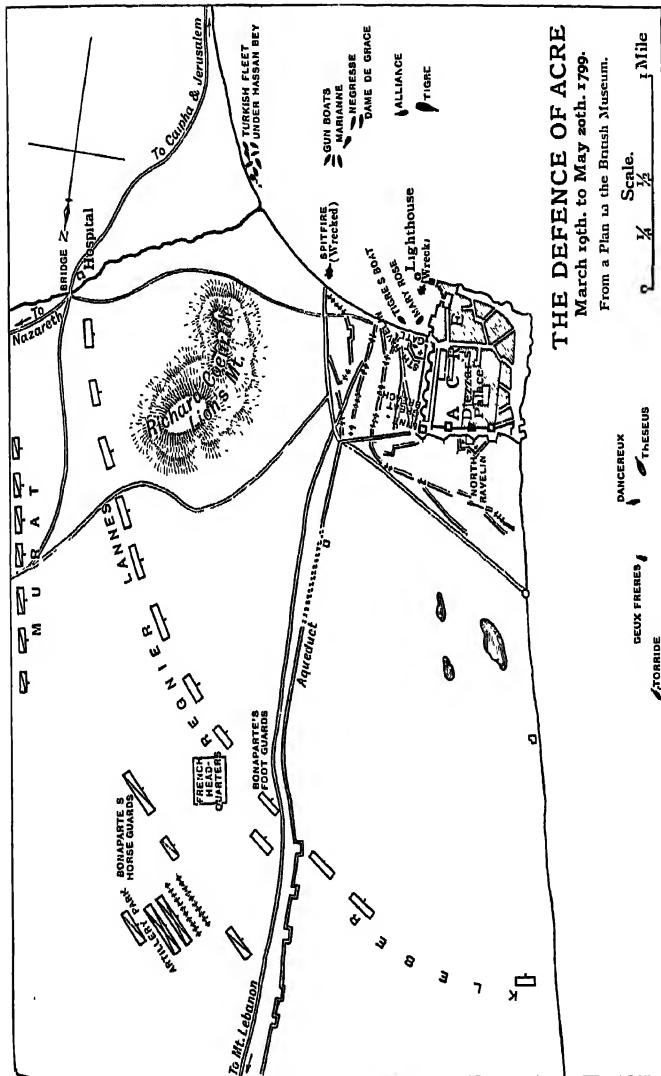 THE DEFENCE OF ACRE
March 19th. to May 20th. 1799.
From a Plan in the British Museum.
Scale.
0 1/4 1/2 1 Mile
To Caipha & Jerusalem
TURKISH FLEET
UNDER HASSAN BEY
GUN BOATS
MARIANNE
NEGRESSE
DAME DE GRACE
ALLIANCE
TIGRE
BRIDGE
N
Hospital
To
Nazareth
SPITFIRE
(Wrecked)
Lighthouse
TIGRE S BOAT
MARY ROSE
Wreck
Richard Coeur de
Lion's Mt.
RAVELIN
A C R E
Djezzar's
Palace
NORTH
RAVELIN
MURAT
LANNES
REGNIER
Aqueduct
FRENCH
HEAD-
QUARTERS
BONAPARTE'S
FOOT GUARDS
BONAPARTE S
HORSE GUARDS
ARTILLERY PARK
KLEBER
To Mt. Lebanon
DANCEREUX
THESEUS
DEUX FRERES
TORRIDE